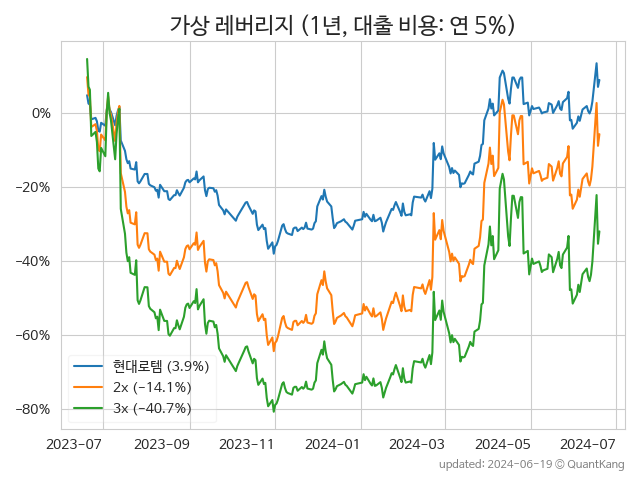 가상 레버리지 (1년, 대출 비용: 연 5%)
0%
−20%
−40%
−60%
−80%
현대로템 (3.9%)
2x (−14.1%)
3x (−40.7%)
2023-07 2023-09 2023-11 2024-01 2024-03 2024-05 2024-07
updated: 2024-06-19 © QuantKang